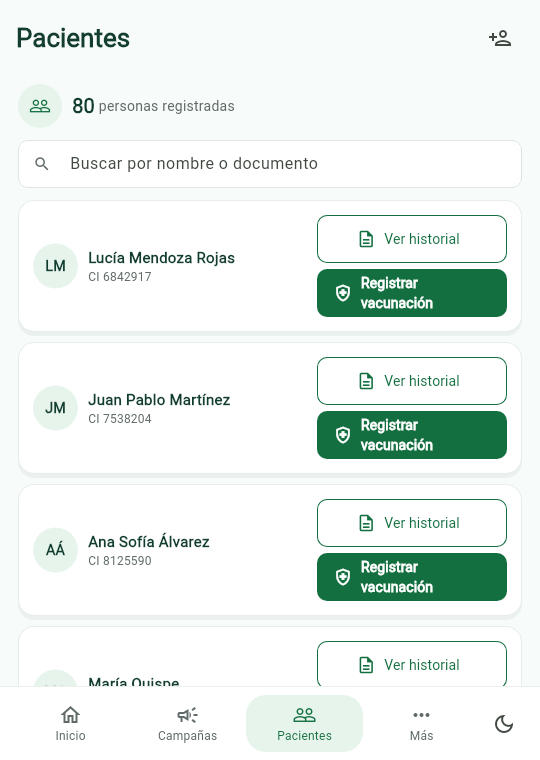 Pacientes
80 personas registradas
Buscar por nombre o documento
LM
Lucía Mendoza Rojas
CI 6842917
Ver historial
Registrar
vacunación
JM
Juan Pablo Martínez
CI 7538204
Ver historial
Registrar
vacunación
AÁ
Ana Sofía Álvarez
CI 8125590
Ver historial
Registrar
vacunación
María Quispe
Ver historial
Inicio
Campañas
Pacientes
Más